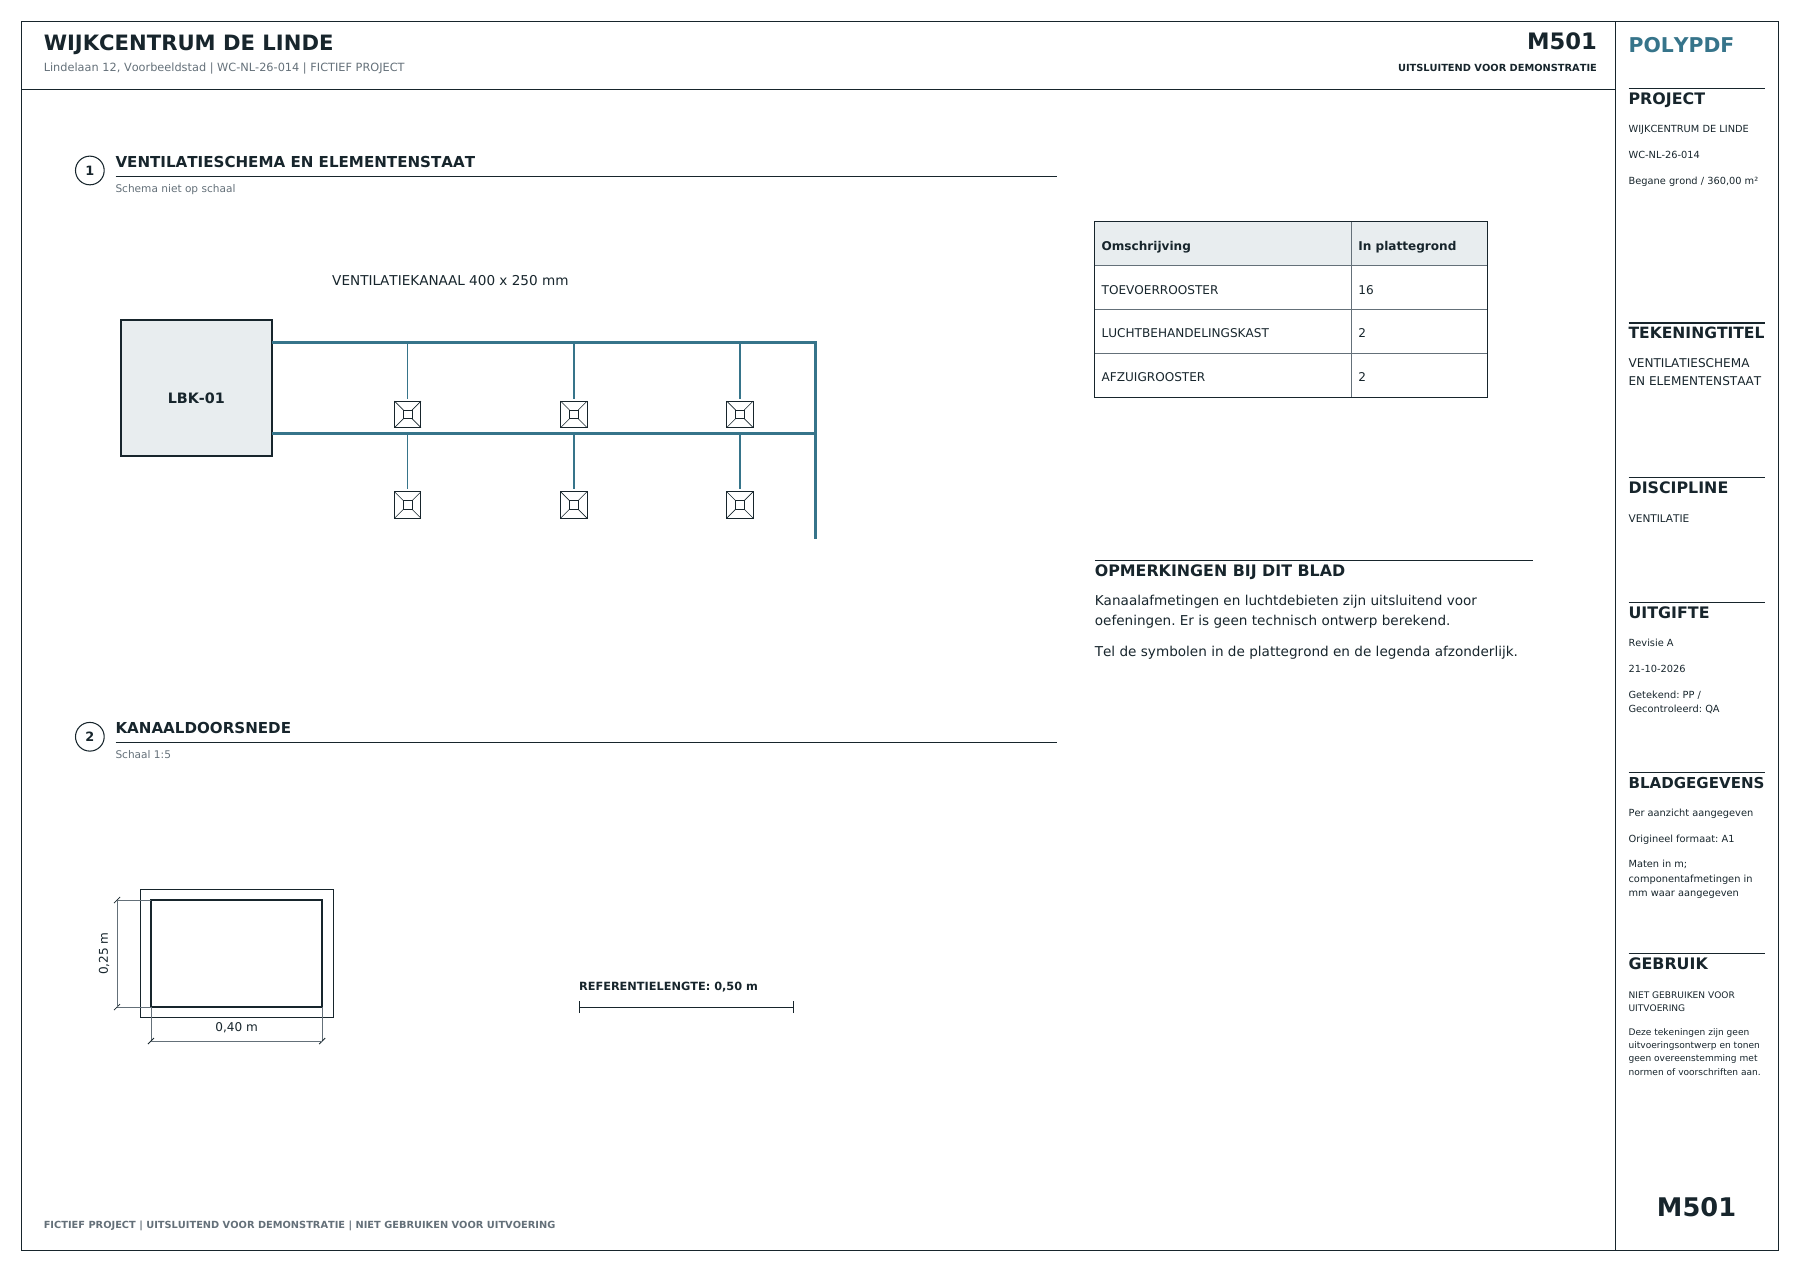 WIJKCENTRUM DE LINDE
Lindelaan 12, Voorbeeldstad | WC-NL-26-014 | FICTIEF PROJECT
M501
UITSLUITEND VOOR DEMONSTRATIE
1
VENTILATIESCHEMA EN ELEMENTENSTAAT
Schema niet op schaal
VENTILATIEKANAAL 400 x 250 mm
LBK-01
Omschrijving In plattegrond
TOEVOERROOSTER 16
LUCHTBEHANDELINGSKAST 2
AFZUIGROOSTER 2
OPMERKINGEN BIJ DIT BLAD
Kanaalafmetingen en luchtdebieten zijn uitsluitend voor
oefeningen. Er is geen technisch ontwerp berekend.
Tel de symbolen in de plattegrond en de legenda afzonderlijk.
2
KANAALDOORSNEDE
Schaal 1:5
0,25 m
0,40 m
REFERENTIELENGTE: 0,50 m
FICTIEF PROJECT | UITSLUITEND VOOR DEMONSTRATIE | NIET GEBRUIKEN VOOR UITVOERING
POLYPDF
PROJECT
WIJKCENTRUM DE LINDE
WC-NL-26-014
Begane grond / 360,00 m²
TEKENINGTITEL
VENTILATIESCHEMA
EN ELEMENTENSTAAT
DISCIPLINE
VENTILATIE
UITGIFTE
Revisie A
21-10-2026
Getekend: PP /
Gecontroleerd: QA
BLADGEGEVENS
Per aanzicht aangegeven
Origineel formaat: A1
Maten in m;
componentafmetingen in
mm waar aangegeven
GEBRUIK
NIET GEBRUIKEN VOOR
UITVOERING
Deze tekeningen zijn geen
uitvoeringsontwerp en tonen
geen overeenstemming met
normen of voorschriften aan.
M501